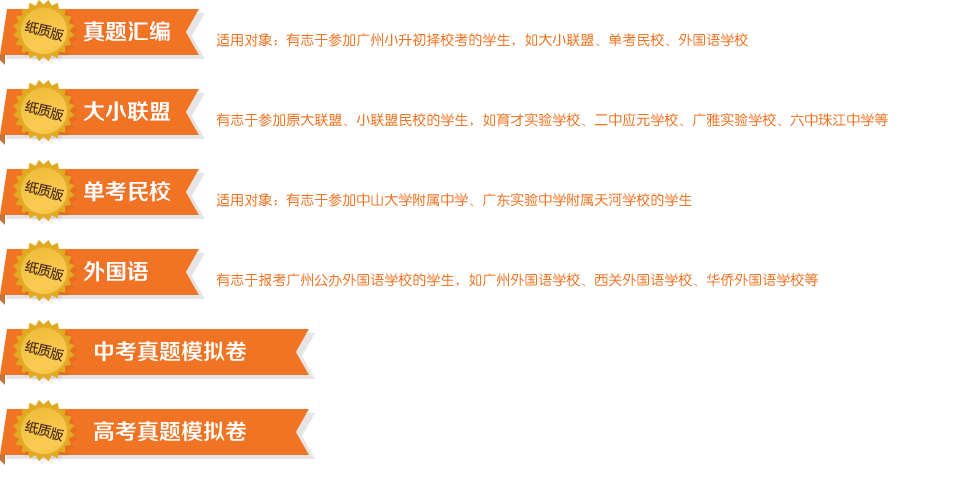 纸质版 真题汇编 适用对象：有志于参加广州小升初择校考的学生，如大小联盟、单考民校、外国语学校
纸质版 大小联盟 有志于参加原大联盟、小联盟民校的学生，如育才实验学校、二中应元学校、广雅实验学校、六中珠江中学等
纸质版 单考民校 适用对象：有志于参加中山大学附属中学、广东实验中学附属天河学校的学生
纸质版 外国语 有志于报考广州公办外国语学校的学生，如广州外国语学校、西关外国语学校、华侨外国语学校等
纸质版 中考真题模拟卷
纸质版 高考真题模拟卷